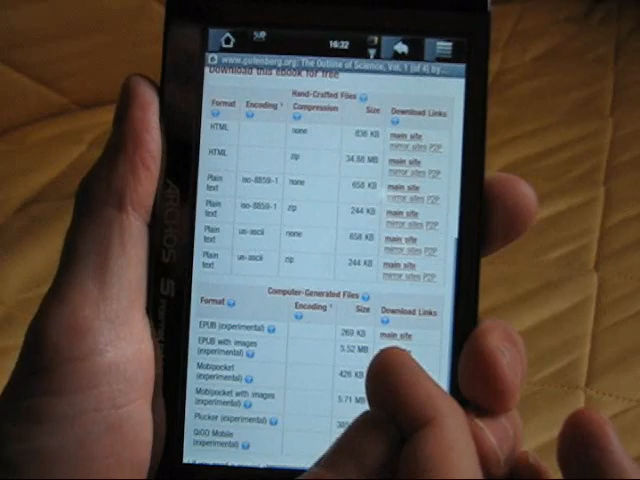 16:32
www.gutenberg.org: The Outline of Science, Vol. 1 (of 4) by...
Download this ebook for free
Hand-Crafted Files
Format Encoding ¹ Compression Size Download Links
HTML none 838 KB main site mirror sites P2P
HTML zip 34.66 MB main site mirror sites P2P
Plain text iso-8859-1 none 658 KB main site mirror sites P2P
Plain text iso-8859-1 zip 244 KB main site mirror sites P2P
Plain text us-ascii none 658 KB main site mirror sites P2P
Plain text us-ascii zip 244 KB main site mirror sites P2P
Computer-Generated Files
Format Encoding ¹ Size Download Links
EPUB (experimental) 269 KB main site
EPUB with images (experimental) 5.52 MB
Mobipocket (experimental) 426 KB
Mobipocket with images (experimental) 5.71 MB
Plucker (experimental)
QiOO Mobile (experimental)
ARCHOS 5